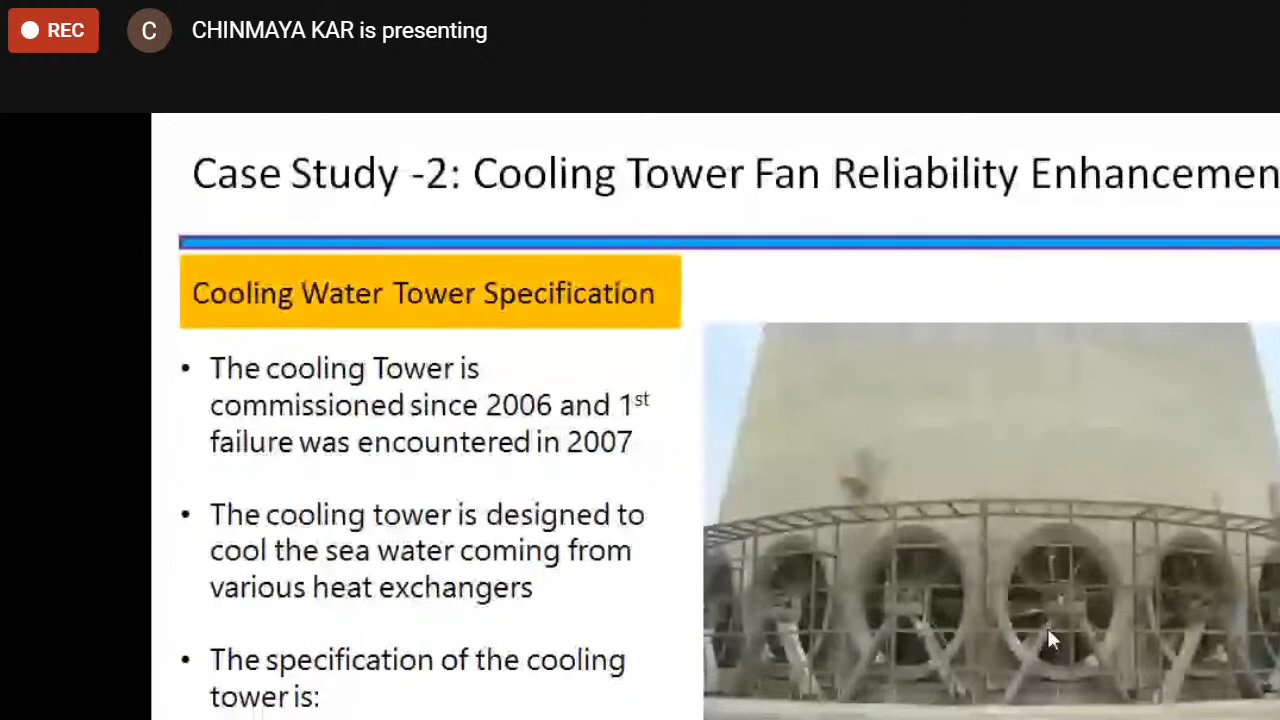 REC
C
CHINMAYA KAR is presenting
Case Study -2: Cooling Tower Fan Reliability Enhancemen
Cooling Water Tower Specification
• The cooling Tower is
commissioned since 2006 and 1st
failure was encountered in 2007
• The cooling tower is designed to
cool the sea water coming from
various heat exchangers
• The specification of the cooling
tower is: